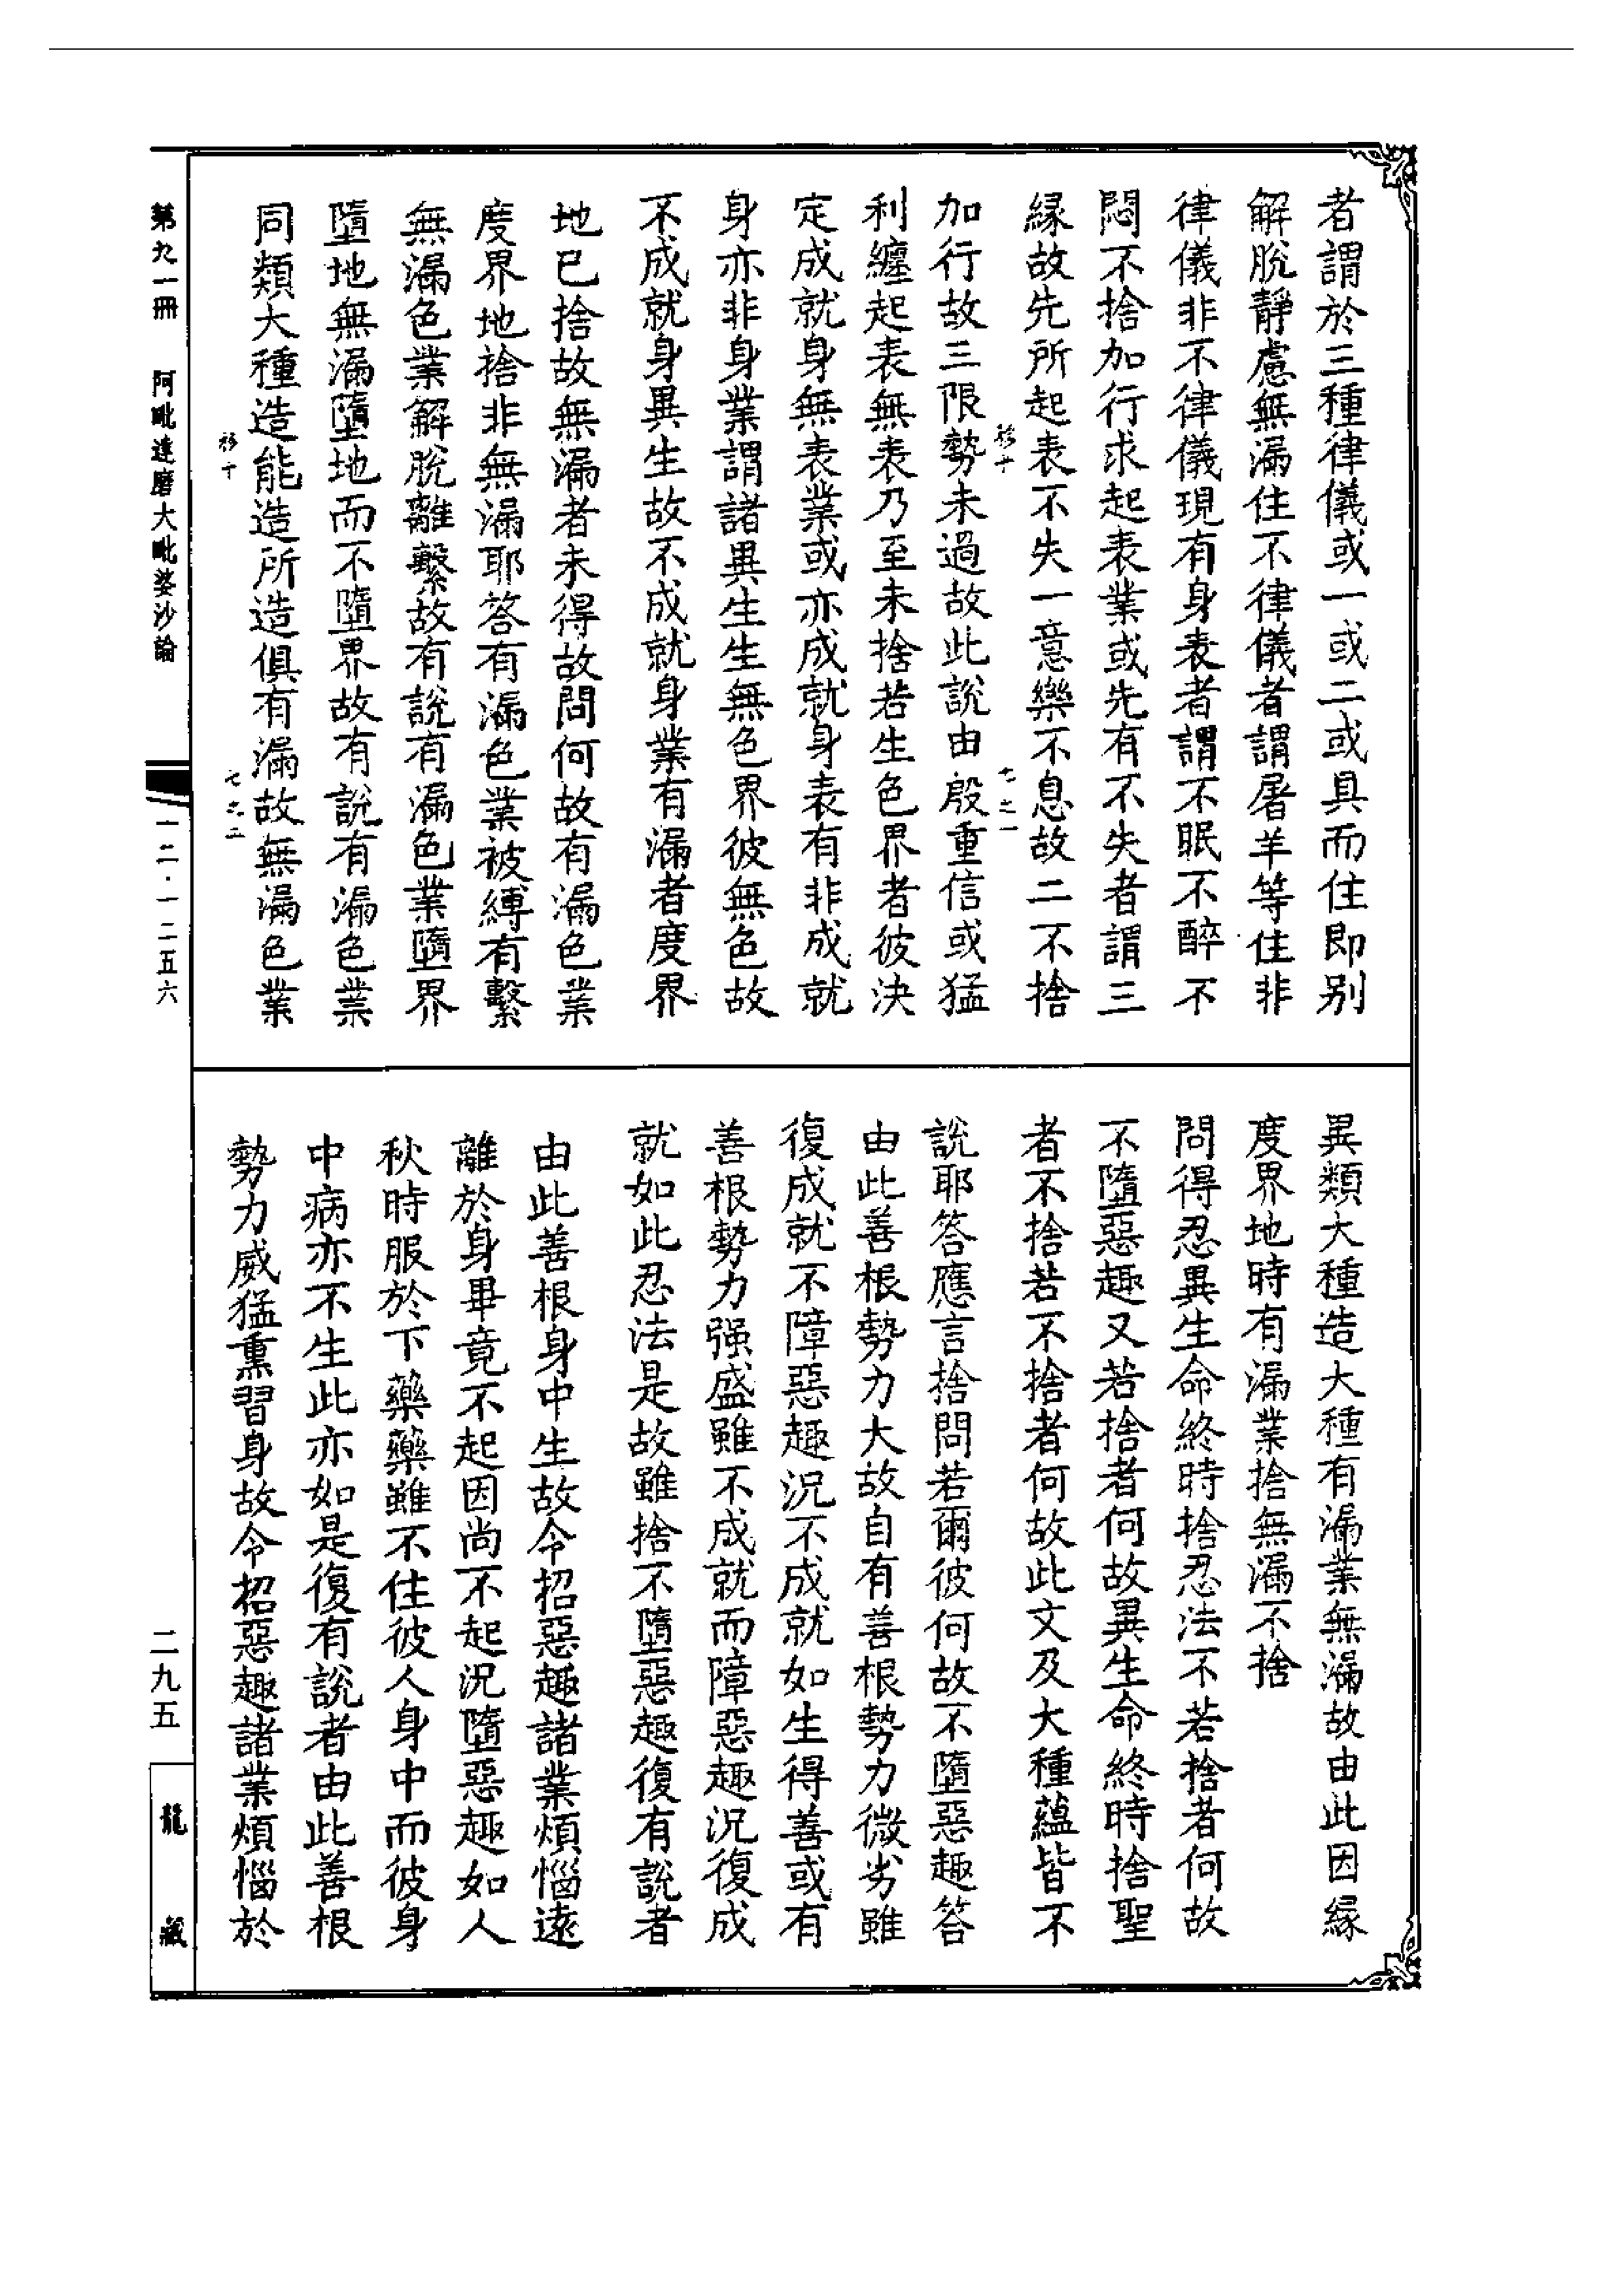 者謂於三種律儀或一或二或具而住即別
解脫靜慮無漏住不律儀者謂屠羊等住非
律儀非不律儀現有身表者謂不眠不醉不
悶不捨加行求起表業或先有不失者謂三
縁故先所起表不失一意樂不息故二不捨
移十
七之一
加行故三限勢未過故此說由殷重信或猛
利纏起表無表乃至未捨若生色界者彼決
定成就身無表業或亦成就身表有非成就
身亦非身業謂諸異生生無色界彼無色故
不成就身異生故不成就身業有漏者度界
地已捨故無漏者未得故問何故有漏色業
度界地捨非無漏耶答有漏色業被縛有繫
無漏色業解脫離繫故有說有漏色業墮界
墮地無漏墮地而不墮界故有說有漏色業
同類大種造能造所造俱有漏故無漏色業
移十
七之二
異類大種造大種有漏業無漏故由此因緣
度界地時有漏業捨無漏不捨
問得忍異生命終時捨忍法不若捨者何故
不墮惡趣又若捨者何故異生命終時捨聖
者不捨若不捨者何故此文及大種蘊皆不
說耶答應言捨問若爾彼何故不墮惡趣答
由此善根勢力大故自有善根勢力微劣雖
復成就不障惡趣況不成就如生得善或有
善根勢力强盛雖不成就而障惡趣況復成
就如此忍法是故雖捨不墮惡趣復有說者
由此善根身中生故令招惡趣諸業煩惱遠
離於身畢竟不起因尚不起況墮惡趣如人
秋時服於下藥藥雖不住彼人身中而彼身
中病亦不生此亦如是復有說者由此善根
勢力威猛熏習身故令招惡趣諸業煩惱於
第九一冊 阿毗達磨大毗婆沙論
一二·一二五六
二九五
龍藏